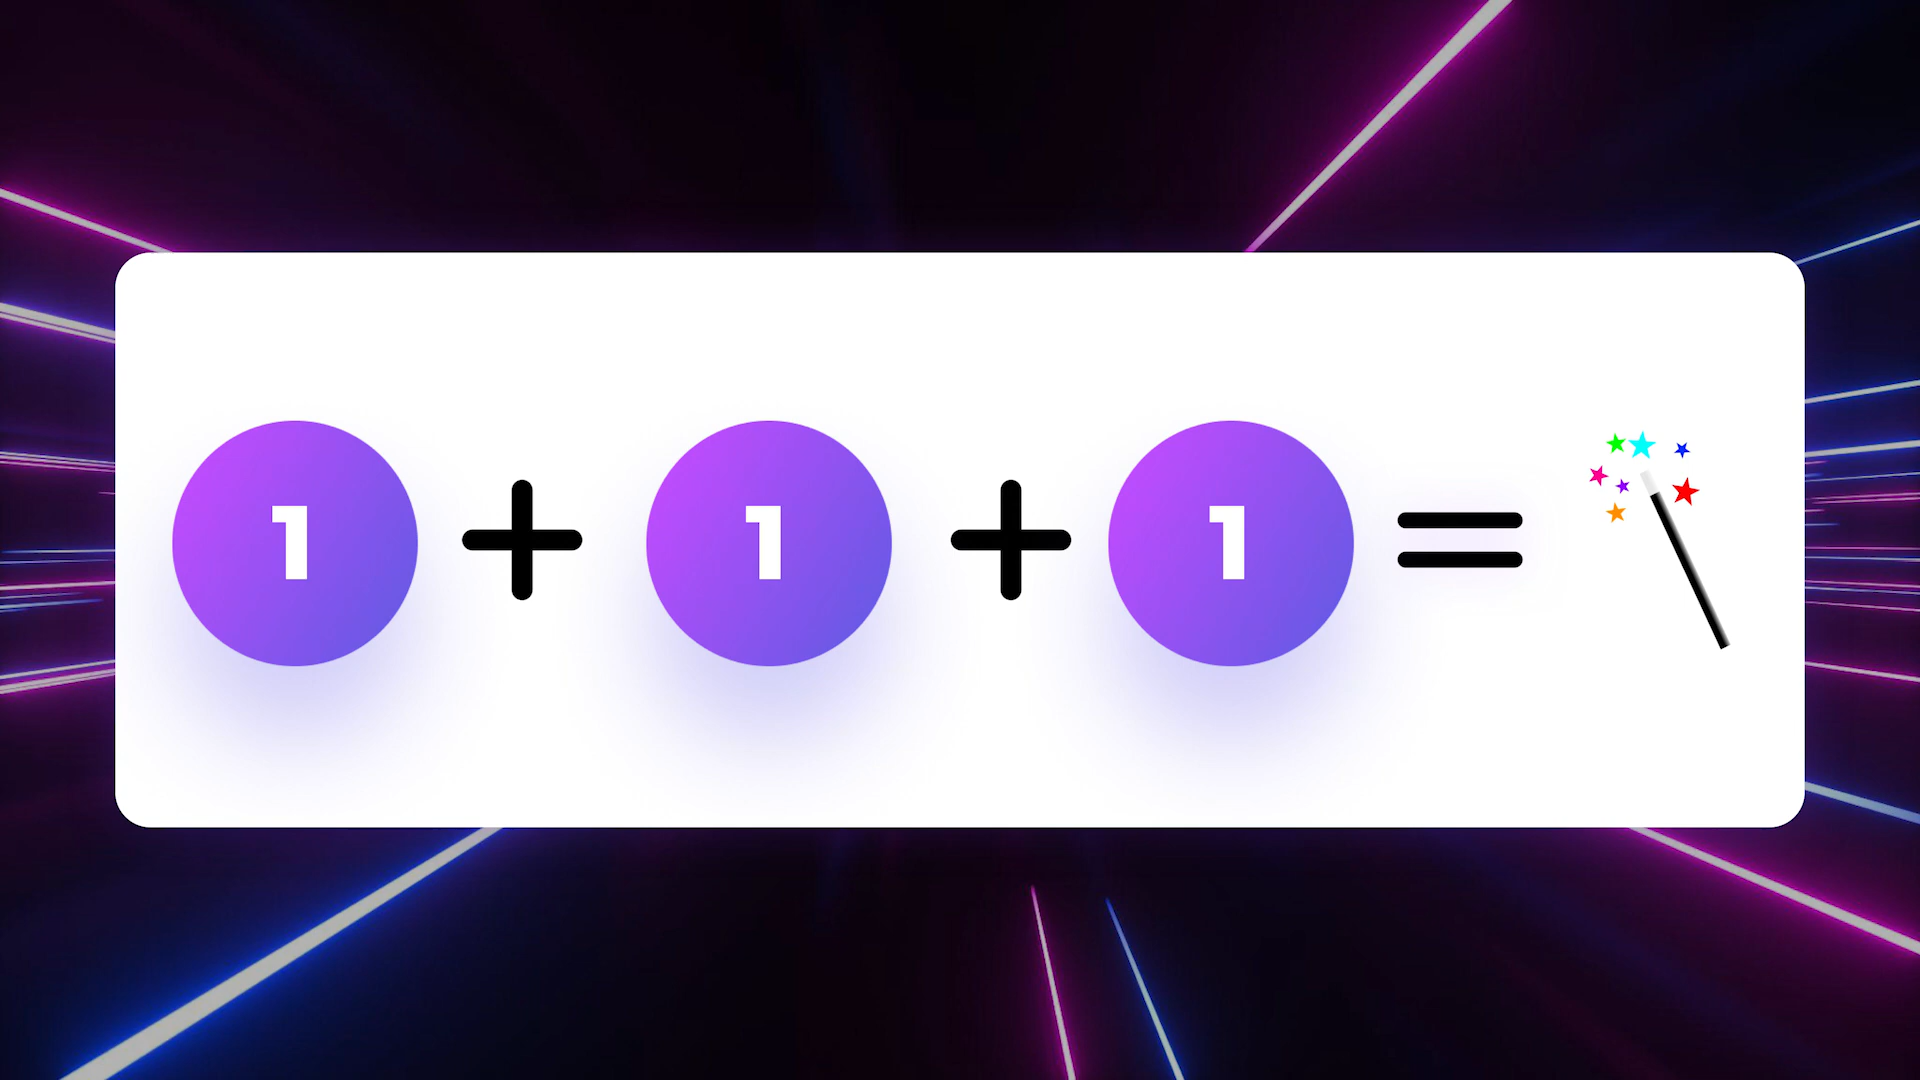 1 + 1 + 1 =